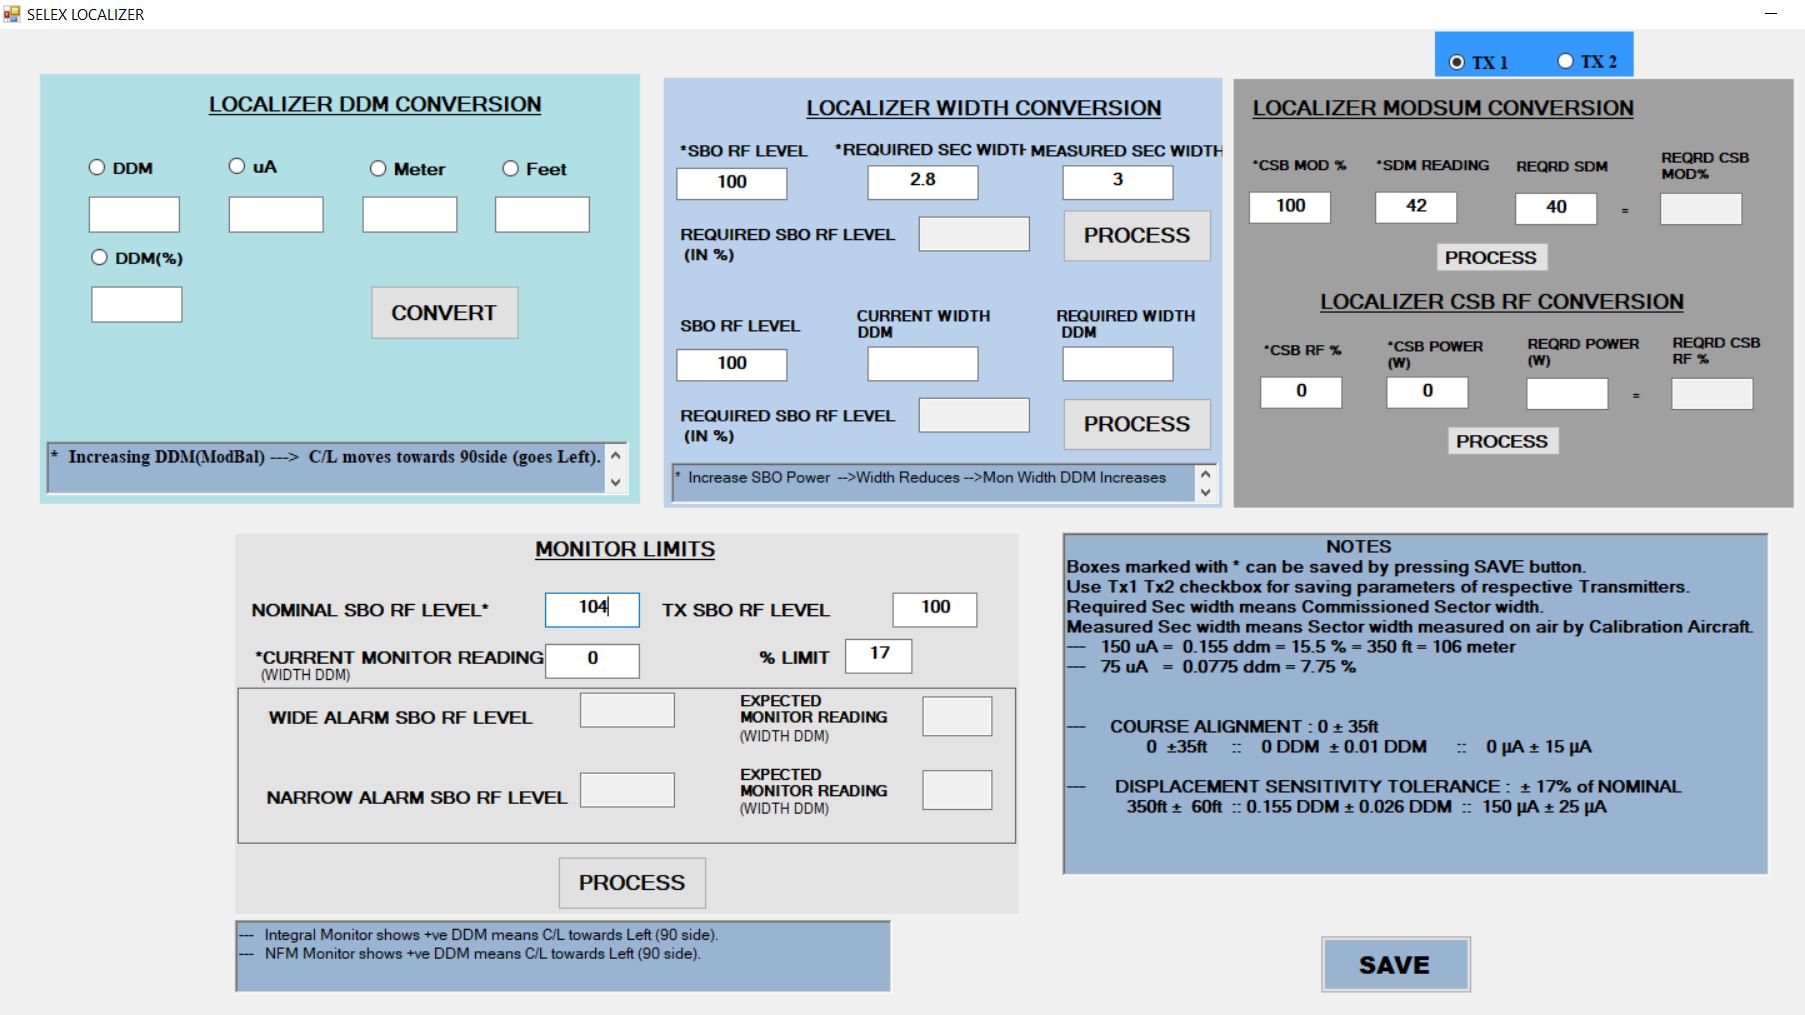 SELEX LOCALIZER
TX 1 TX 2
LOCALIZER DDM CONVERSION
DDM uA Meter Feet
DDM(%)
CONVERT
* Increasing DDM(ModBal) ---> C/L moves towards 90side (goes Left).
LOCALIZER WIDTH CONVERSION
*SBO RF LEVEL *REQUIRED SEC WIDTH MEASURED SEC WIDTH
100 2.8 3
REQUIRED SBO RF LEVEL
(IN %)
PROCESS
SBO RF LEVEL CURRENT WIDTH DDM REQUIRED WIDTH DDM
100
REQUIRED SBO RF LEVEL
(IN %)
PROCESS
* Increase SBO Power -->Width Reduces -->Mon Width DDM Increases
LOCALIZER MODSUM CONVERSION
*CSB MOD % *SDM READING REQRD SDM REQRD CSB MOD%
100 42 40 =
PROCESS
LOCALIZER CSB RF CONVERSION
*CSB RF % *CSB POWER (W) REQRD POWER (W) REQRD CSB RF %
0 0 =
PROCESS
MONITOR LIMITS
NOMINAL SBO RF LEVEL* 104 TX SBO RF LEVEL 100
*CURRENT MONITOR READING 0 % LIMIT 17
(WIDTH DDM)
WIDE ALARM SBO RF LEVEL EXPECTED MONITOR READING
(WIDTH DDM)
NARROW ALARM SBO RF LEVEL EXPECTED MONITOR READING
(WIDTH DDM)
PROCESS
--- Integral Monitor shows +ve DDM means C/L towards Left (90 side).
--- NFM Monitor shows +ve DDM means C/L towards Left (90 side).
NOTES
Boxes marked with * can be saved by pressing SAVE button.
Use Tx1 Tx2 checkbox for saving parameters of respective Transmitters.
Required Sec width means Commissioned Sector width.
Measured Sec width means Sector width measured on air by Calibration Aircraft.
--- 150 uA = 0.155 ddm = 15.5 % = 350 ft = 106 meter
--- 75 uA = 0.0775 ddm = 7.75 %
--- COURSE ALIGNMENT : 0 ± 35ft
0 ±35ft :: 0 DDM ± 0.01 DDM :: 0 µA ± 15 µA
--- DISPLACEMENT SENSITIVITY TOLERANCE : ± 17% of NOMINAL
350ft ± 60ft :: 0.155 DDM ± 0.026 DDM :: 150 µA ± 25 µA
SAVE